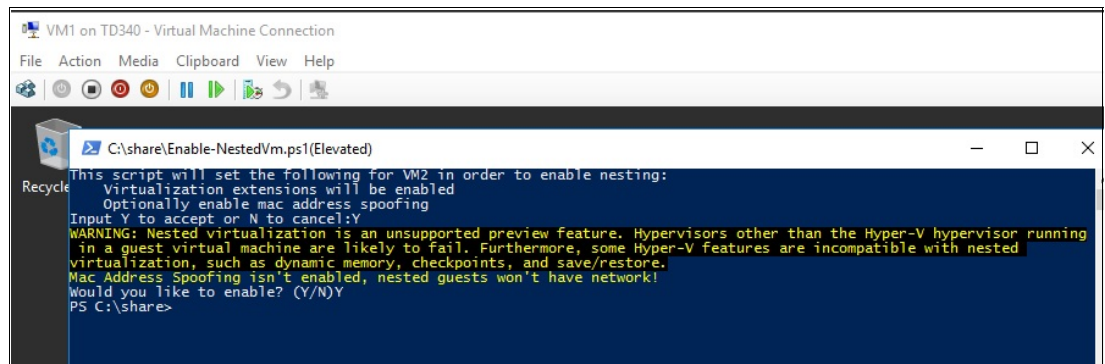 VM1 on TD340 - Virtual Machine Connection
File Action Media Clipboard View Help
C:\share\Enable-NestedVm.ps1(Elevated)
Recycle
This script will set the following for VM2 in order to enable nesting:
Virtualization extensions will be enabled
Optionally enable mac address spoofing
Input Y to accept or N to cancel:Y
WARNING: Nested virtualization is an unsupported preview feature. Hypervisors other than the Hyper-V hypervisor running
in a guest virtual machine are likely to fail. Furthermore, some Hyper-V features are incompatible with nested
virtualization, such as dynamic memory, checkpoints, and save/restore.
Mac Address Spoofing isn't enabled, nested guests won't have network!
Would you like to enable? (Y/N)Y
PS C:\share>